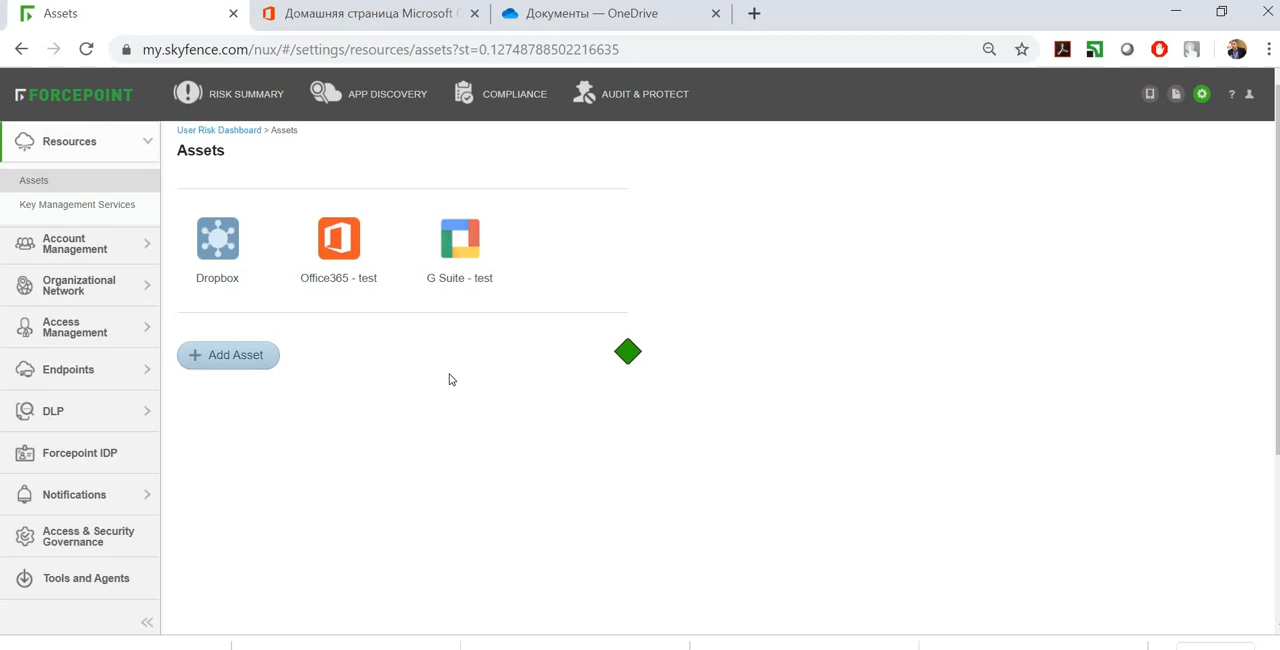 Assets
Домашняя страница Microsoft
Документы — OneDrive
my.skyfence.com/nux/#/settings/resources/assets?st=0.12748788502216635
FORCEPOINT
RISK SUMMARY
APP DISCOVERY
COMPLIANCE
AUDIT & PROTECT
?
Resources
Assets
Key Management Services
Account
Management
Organizational
Network
Access
Management
Endpoints
DLP
Forcepoint IDP
Notifications
Access & Security
Governance
Tools and Agents
User Risk Dashboard > Assets
Assets
Dropbox
Office365 - test
G Suite - test
+ Add Asset